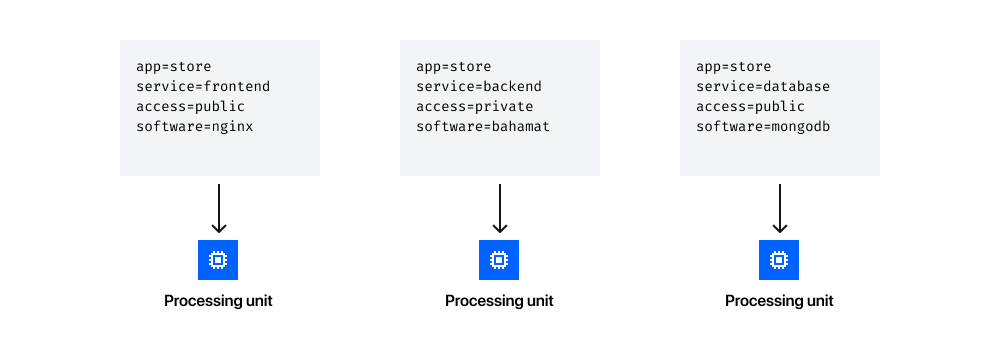 app=store
service=frontend
access=public
software=nginx
app=store
service=backend
access=private
software=bahamat
app=store
service=database
access=public
software=mongodb
Processing unit
Processing unit
Processing unit